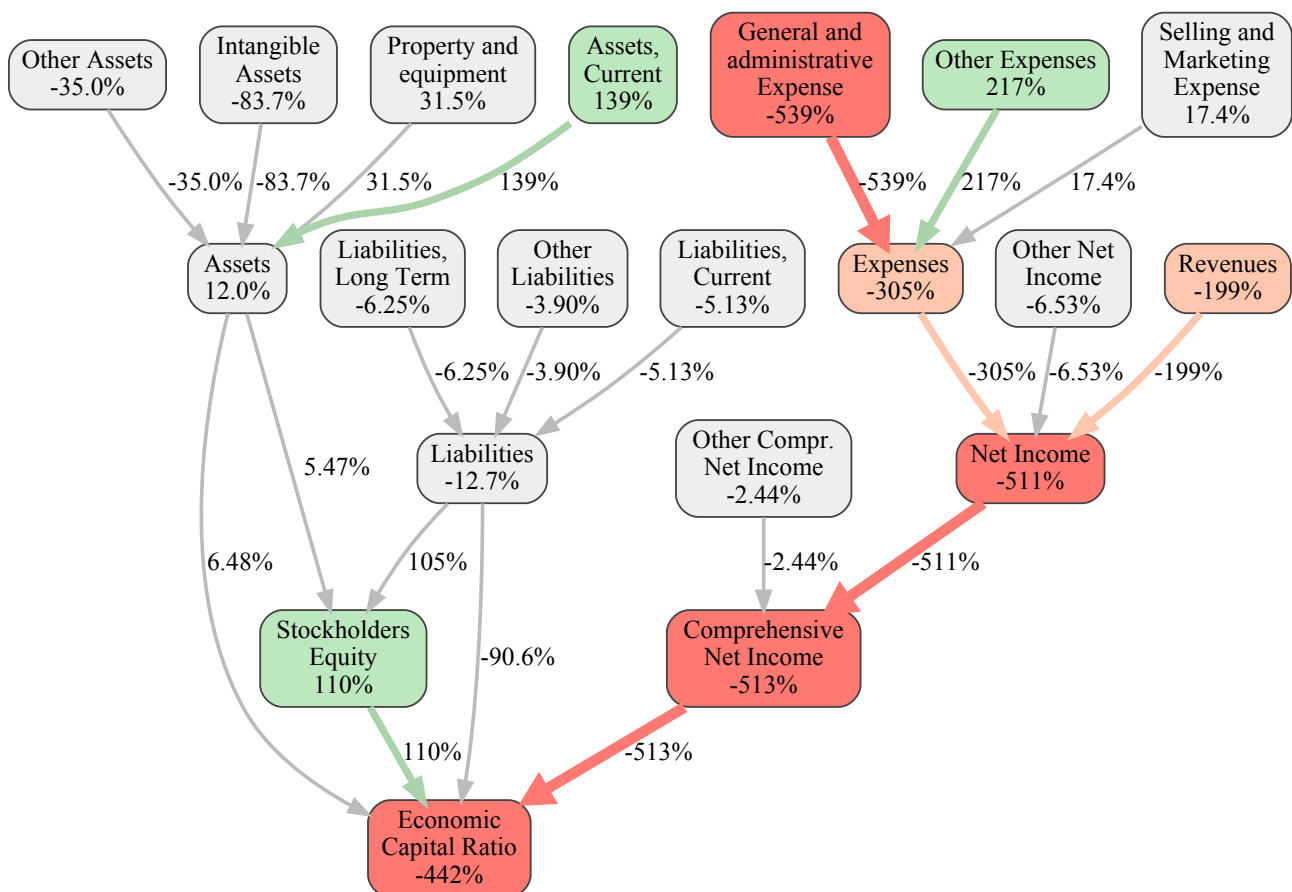 Other Assets
-35.0%
Intangible
Assets
-83.7%
Property and
equipment
31.5%
Assets,
Current
139%
General and
administrative
Expense
-539%
Other Expenses
217%
Selling and
Marketing
Expense
17.4%
-35.0%
-83.7%
31.5%
139%
-539%
217%
17.4%
Assets
12.0%
Liabilities,
Long Term
-6.25%
Other
Liabilities
-3.90%
Liabilities,
Current
-5.13%
Expenses
-305%
Other Net
Income
-6.53%
Revenues
-199%
-6.25%
-3.90%
-5.13%
-305%
-6.53%
-199%
5.47%
Liabilities
-12.7%
Other Compr.
Net Income
-2.44%
Net Income
-511%
6.48%
105%
-2.44%
-511%
Stockholders
Equity
110%
-90.6%
Comprehensive
Net Income
-513%
110%
-513%
Economic
Capital Ratio
-442%